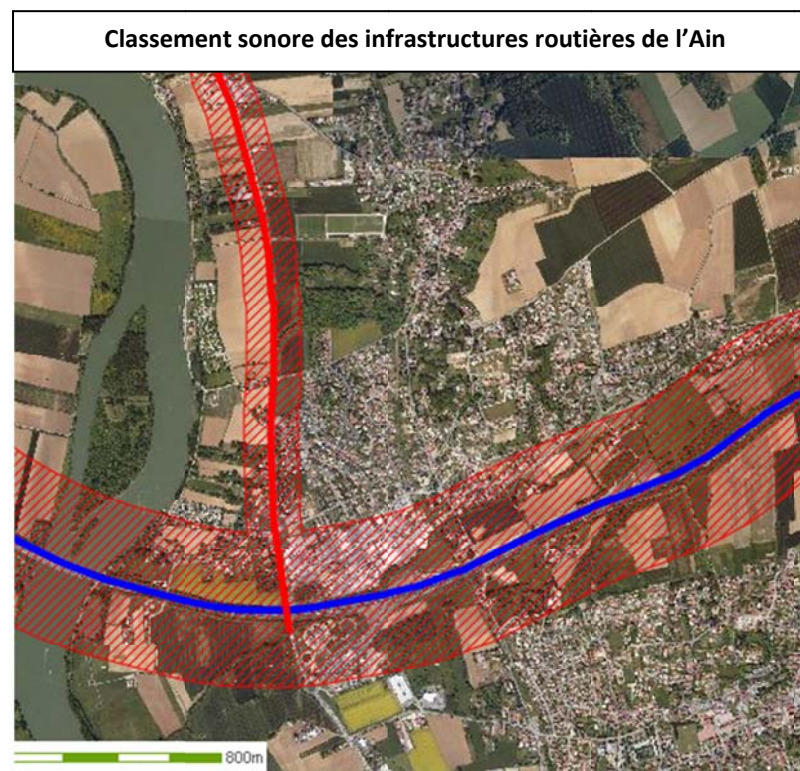 Classement sonore des infrastructures routières de l’Ain
800m